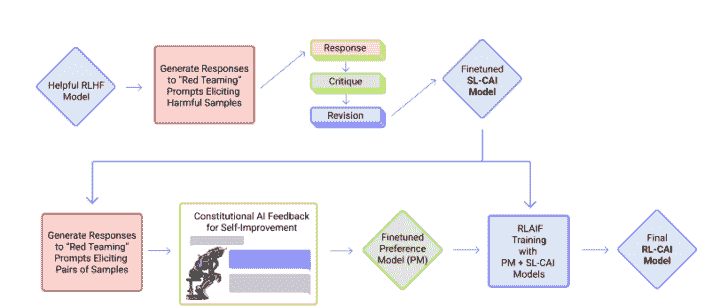 Helpful RLHF
Model
Generate Responses
to "Red Teaming"
Prompts Eliciting
Harmful Samples
Response
Critique
Revision
Finetuned
SL-CAI
Model
Generate Responses
to "Red Teaming"
Prompts Eliciting
Pairs of Samples
Constitutional AI Feedback
for Self-Improvement
Finetuned
Preference
Model (PM)
RLAIF
Training
with
PM + SL-CAI
Models
Final
RL-CAI
Model